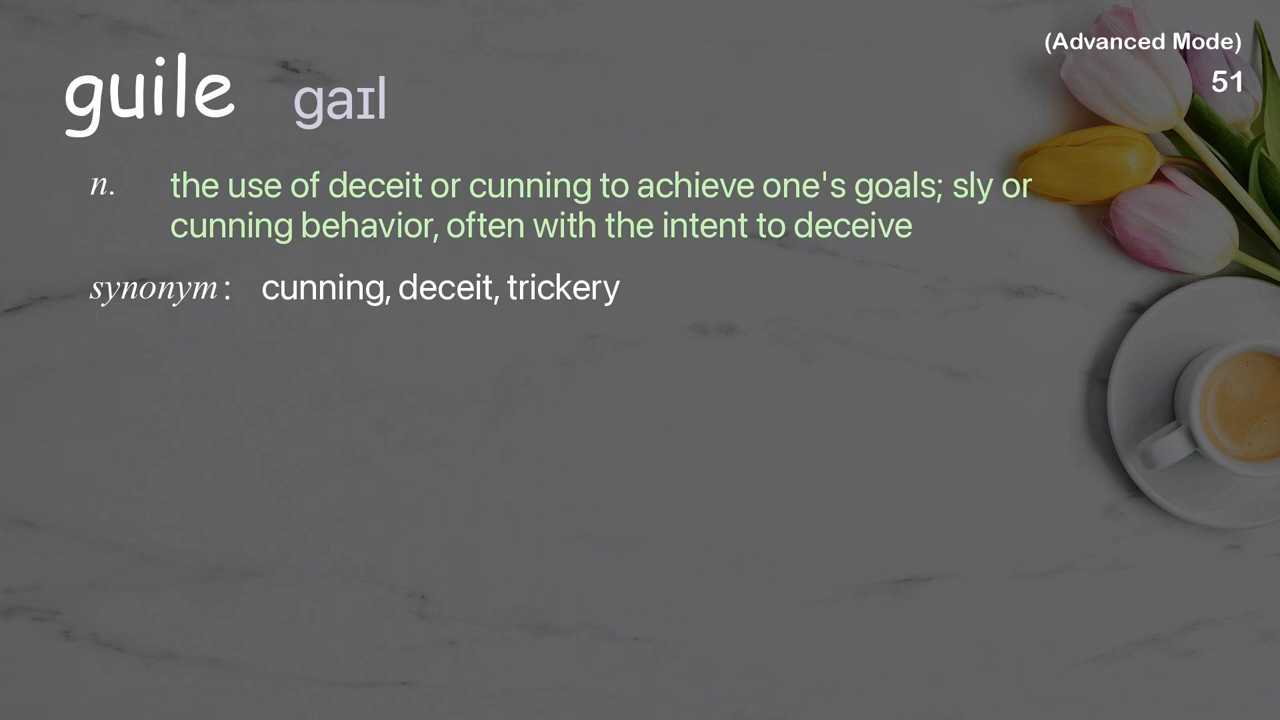 (Advanced Mode)
51
guile gaɪl
n. the use of deceit or cunning to achieve one's goals; sly or
cunning behavior, often with the intent to deceive
synonym: cunning, deceit, trickery